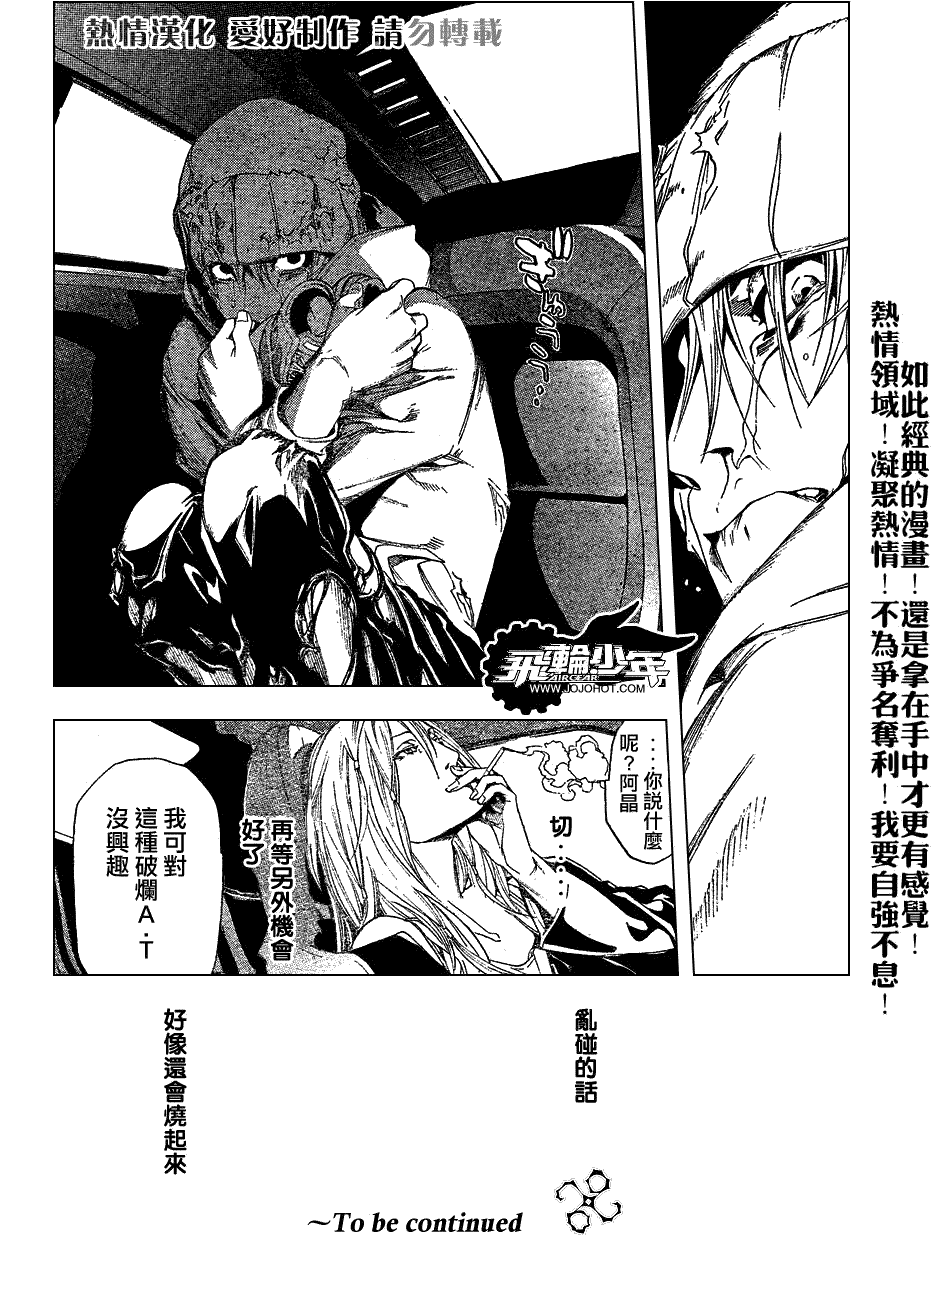 熱情漢化 愛好制作 請勿轉載
如此經典的漫畫！還是拿在手中才更有感覺！
熱情領域！凝聚熱情！不為爭名奪利！我要自強不息！
飛輪少年
AIRGEAR
WWW.JOJOHOT.COM
…你說什麼
呢？阿晶
切……
再等另外機會
好了
我可對
這種破爛A.T
沒興趣
亂碰的話
好像還會燒起來
~To be continued